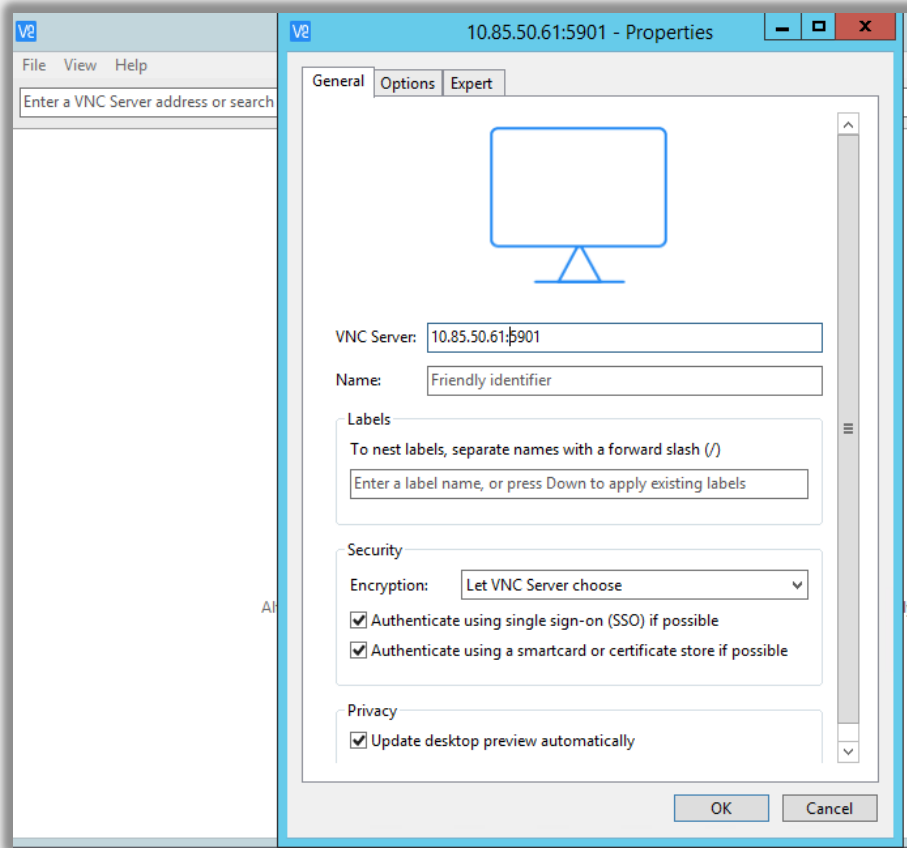 V2
V2
10.85.50.61:5901 - Properties
File View Help
Enter a VNC Server address or search
General Options Expert
VNC Server: 10.85.50.61:5901
Name: Friendly identifier
Labels
To nest labels, separate names with a forward slash (/)
Enter a label name, or press Down to apply existing labels
Security
Encryption: Let VNC Server choose
Authenticate using single sign-on (SSO) if possible
Authenticate using a smartcard or certificate store if possible
Privacy
Update desktop preview automatically
OK Cancel